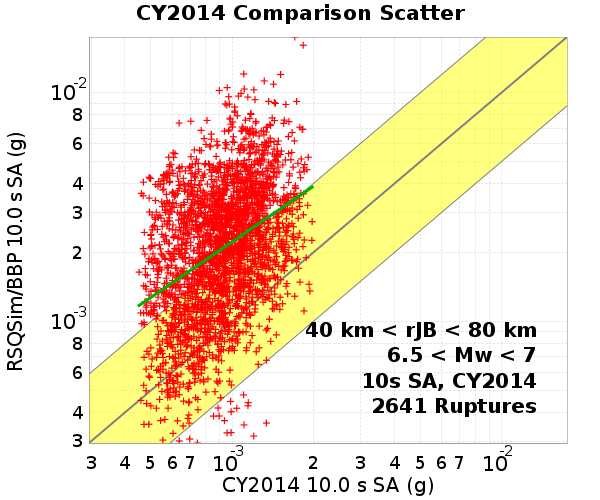 CY2014 Comparison Scatter
RSQSim/BBP 10.0 s SA (g)
10-2
8
6
4
3
2
10-3
8
6
4
3
40 km < rJB < 80 km
6.5 < Mw < 7
10s SA, CY2014
2641 Ruptures
3 4 5 6 7 10-3 2 3 4 5 6 7 10-2
CY2014 10.0 s SA (g)